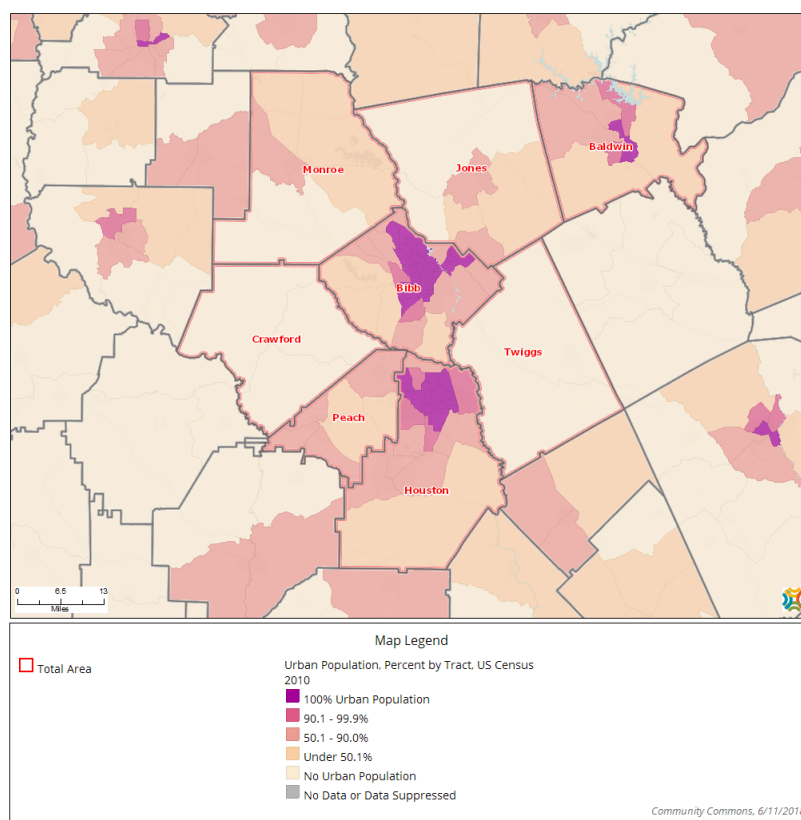 Monroe
Jones
Baldwin
Bibb
Crawford
Twiggs
Peach
Houston
0 6.5 13
Miles
Map Legend
Total Area
Urban Population, Percent by Tract, US Census
2010
100% Urban Population
90.1 - 99.9%
50.1 - 90.0%
Under 50.1%
No Urban Population
No Data or Data Suppressed
Community Commons, 6/11/2018